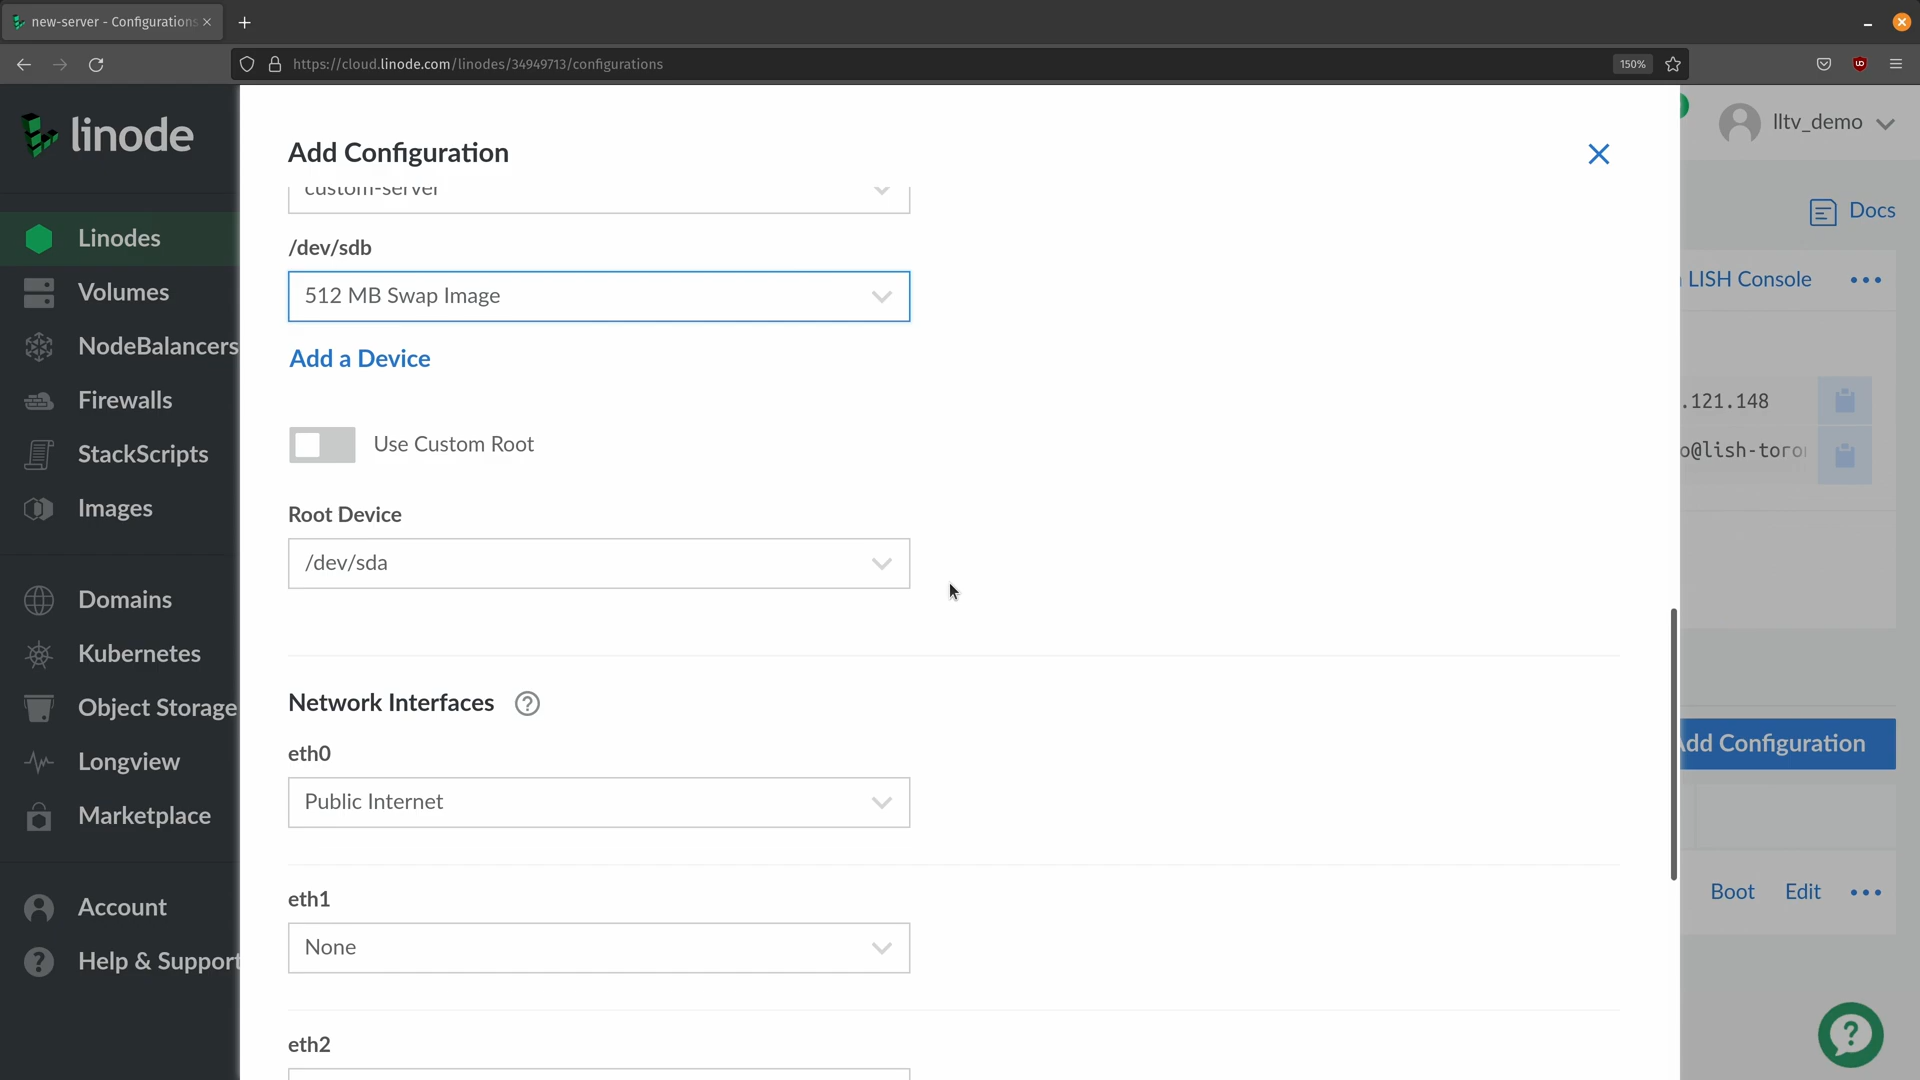 new-server - Configurations
https://cloud.linode.com/linodes/34949713/configurations
150%
linode
lltv_demo
Docs
Linodes
Volumes
NodeBalancers
Firewalls
StackScripts
Images
Domains
Kubernetes
Object Storage
Longview
Marketplace
Account
Help & Support
Add Configuration
custom-server
/dev/sdb
512 MB Swap Image
Add a Device
Use Custom Root
Root Device
/dev/sda
Network Interfaces
?
eth0
Public Internet
eth1
None
eth2
LISH Console
.121.148
o@lish-toro
Add Configuration
Boot
Edit